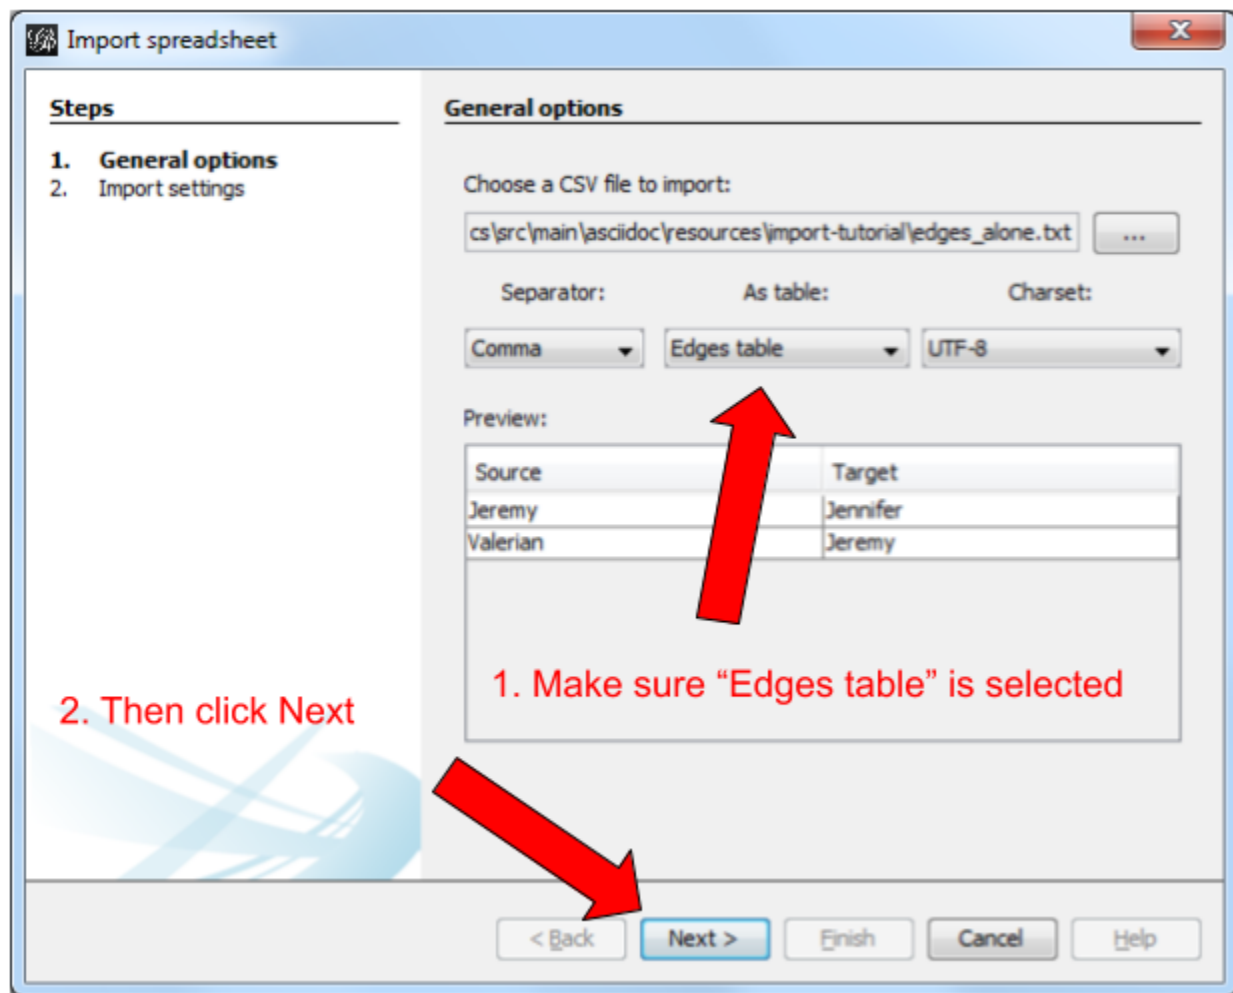 Import spreadsheet
Steps
1. General options
2. Import settings
General options
Choose a CSV file to import:
cs\src\main\asciidoc\resources\import-tutorial\edges_alone.txt ...
Separator: As table: Charset:
Comma Edges table UTF-8
Preview:
Source Target
Jeremy Jennifer
Valerian Jeremy
1. Make sure “Edges table” is selected
2. Then click Next
< Back Next > Finish Cancel Help